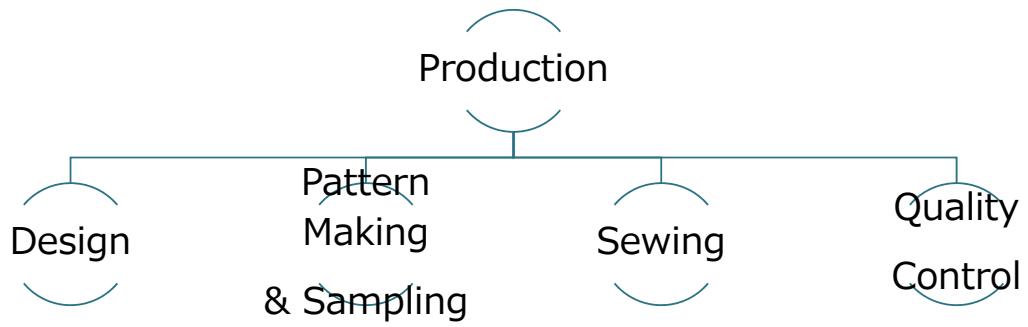 Production
Design
Pattern
Making
& Sampling
Sewing
Quality
Control